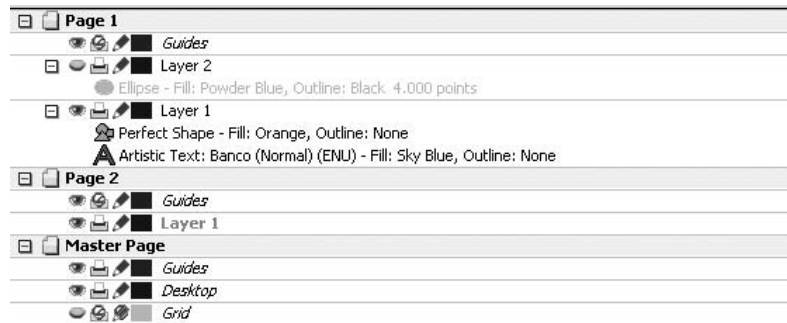 Page 1
Guides
Layer 2
Ellipse - Fill: Powder Blue, Outline: Black 4.000 points
Layer 1
Perfect Shape - Fill: Orange, Outline: None
Artistic Text: Banco (Normal) (ENU) - Fill: Sky Blue, Outline: None
Page 2
Guides
Layer 1
Master Page
Guides
Desktop
Grid